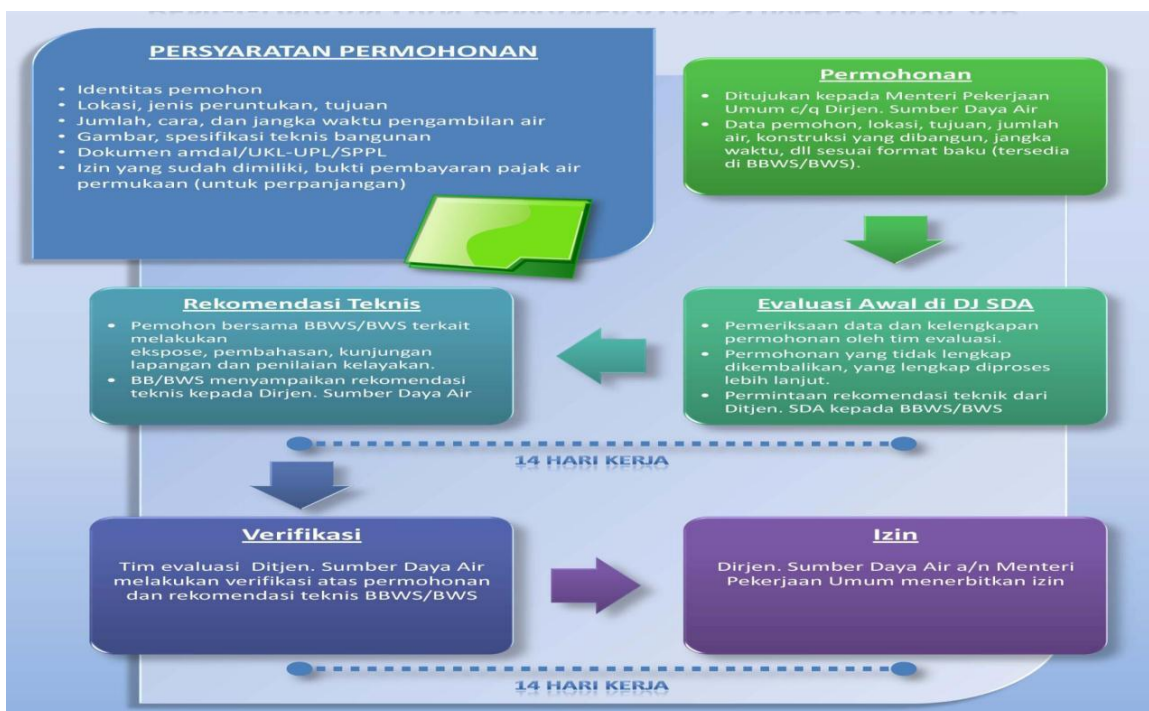 PERSYARATAN PERMOHONAN
• Identitas pemohon
• Lokasi, jenis peruntukan, tujuan
• Jumlah, cara, dan jangka waktu pengambilan air
• Gambar, spesifikasi teknis bangunan
• Dokumen amdal/UKL-UPL/SPPL
• Izin yang sudah dimiliki, bukti pembayaran pajak air
permukaan (untuk perpanjangan)
Permohonan
• Ditujukan kepada Menteri Pekerjaan
Umum c/q Dirjen. Sumber Daya Air
• Data pemohon, lokasi, tujuan, jumlah
air, konstruksi yang dibangun, jangka
waktu, dll sesuai format baku (tersedia
di BBWS/BWS).
Evaluasi Awal di DJ SDA
• Pemeriksaan data dan kelengkapan
permohonan oleh tim evaluasi.
• Permohonan yang tidak lengkap
dikembalikan, yang lengkap diproses
lebih lanjut.
• Permintaan rekomendasi teknik dari
Ditjen. SDA kepada BBWS/BWS
Rekomendasi Teknis
• Pemohon bersama BBWS/BWS terkait
melakukan
ekspose, pembahasan, kunjungan
lapangan dan penilaian kelayakan.
• BB/BWS menyampaikan rekomendasi
teknis kepada Dirjen. Sumber Daya Air
14 HARI KERJA
Verifikasi
Tim evaluasi Ditjen. Sumber Daya Air
melakukan verifikasi atas permohonan
dan rekomendasi teknis BBWS/BWS
Izin
Dirjen. Sumber Daya Air a/n Menteri
Pekerjaan Umum menerbitkan izin
14 HARI KERJA